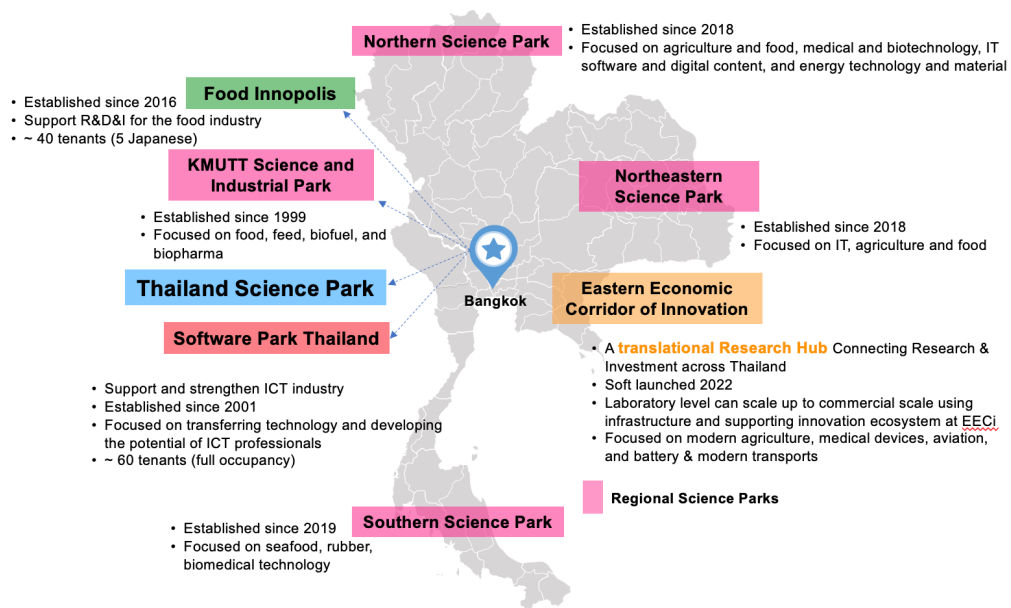 Northern Science Park
• Established since 2018
• Focused on agriculture and food, medical and biotechnology, IT
software and digital content, and energy technology and material
Food Innopolis
• Established since 2016
• Support R&D&I for the food industry
• ~ 40 tenants (5 Japanese)
KMUTT Science and
Industrial Park
• Established since 1999
• Focused on food, feed, biofuel, and
biopharma
Northeastern
Science Park
• Established since 2018
• Focused on IT, agriculture and food
Thailand Science Park
Bangkok
Software Park Thailand
• Support and strengthen ICT industry
• Established since 2001
• Focused on transferring technology and developing
the potential of ICT professionals
• ~ 60 tenants (full occupancy)
Eastern Economic
Corridor of Innovation
• A translational Research Hub Connecting Research &
Investment across Thailand
• Soft launched 2022
• Laboratory level can scale up to commercial scale using
infrastructure and supporting innovation ecosystem at EECi
• Focused on modern agriculture, medical devices, aviation,
and battery & modern transports
Regional Science Parks
Southern Science Park
• Established since 2019
• Focused on seafood, rubber,
biomedical technology